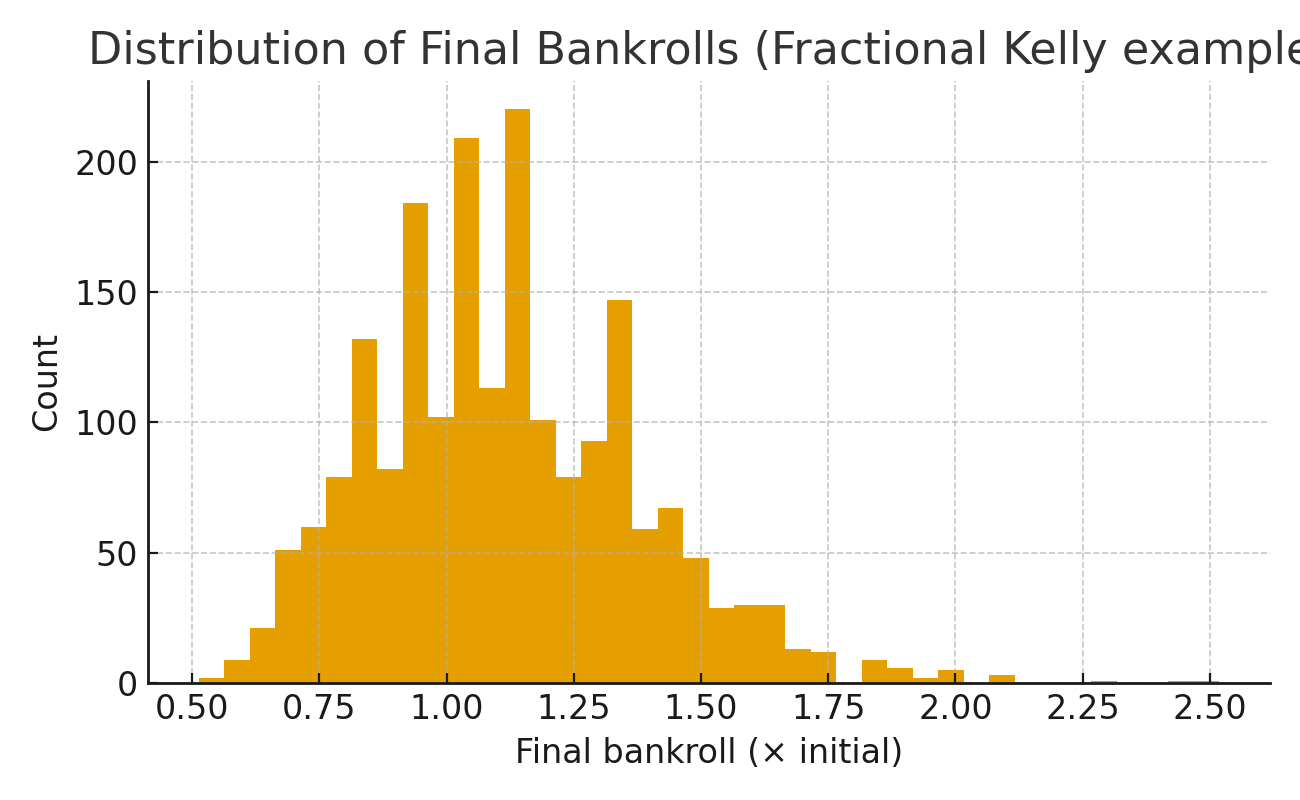 Distribution of Final Bankrolls (Fractional Kelly example
200
150
100
50
0
Count
0.50 0.75 1.00 1.25 1.50 1.75 2.00 2.25 2.50
Final bankroll (× initial)